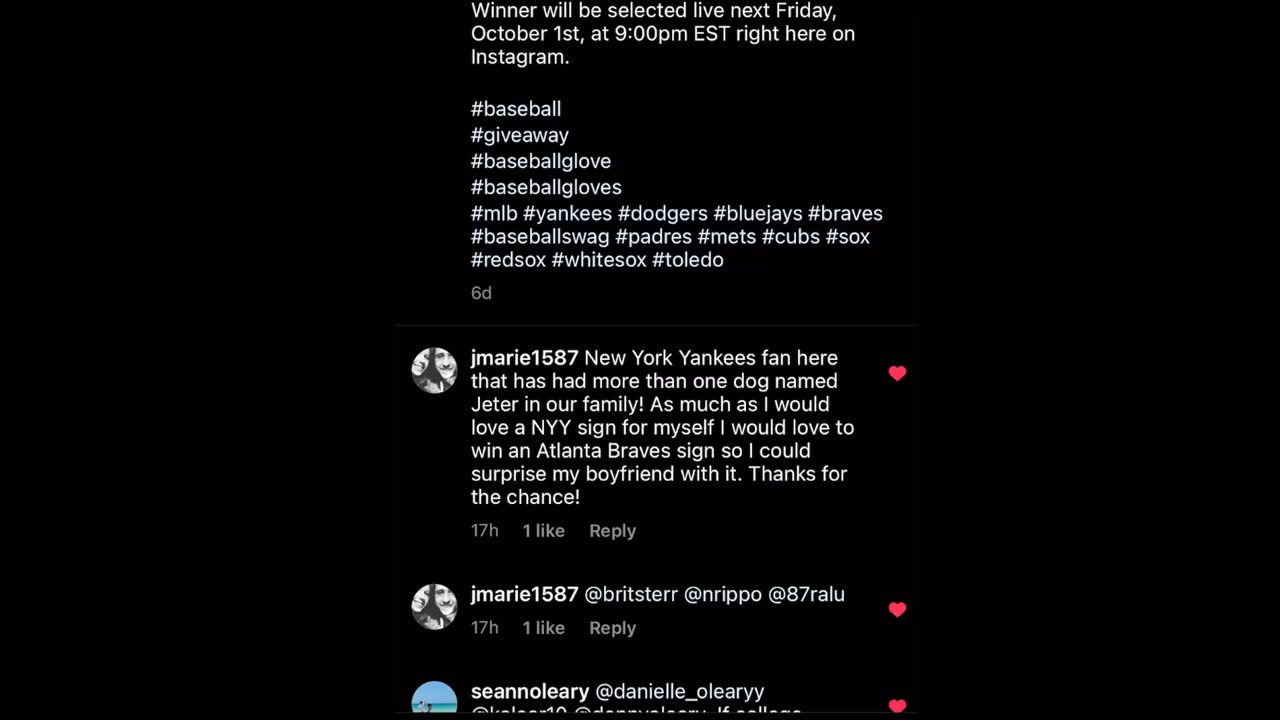 Winner will be selected live next Friday,
October 1st, at 9:00pm EST right here on
Instagram.
#baseball
#giveaway
#baseballglove
#baseballgloves
#mlb #yankees #dodgers #bluejays #braves
#baseballswag #padres #mets #cubs #sox
#redsox #whitesox #toledo
6d
jmarie1587 New York Yankees fan here
that has had more than one dog named
Jeter in our family! As much as I would
love a NYY sign for myself I would love to
win an Atlanta Braves sign so I could
surprise my boyfriend with it. Thanks for
the chance!
17h 1 like Reply
jmarie1587 @britsterr @nrippo @87ralu
17h 1 like Reply
seannoleary @danielle_olearyy
If college